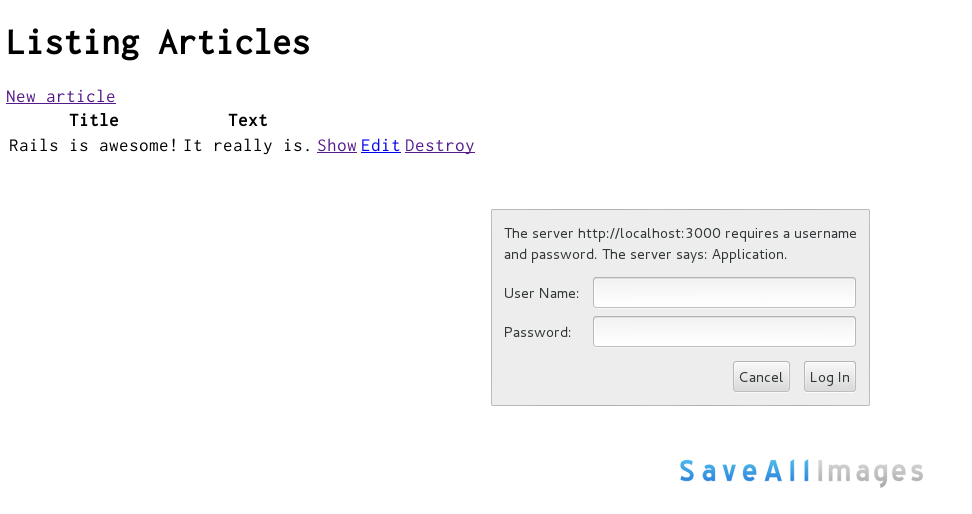 Listing Articles
New article
Title Text
Rails is awesome! It really is. Show Edit Destroy
The server http://localhost:3000 requires a username
and password. The server says: Application.
User Name:
Password:
Cancel Log In
SaveAllImages